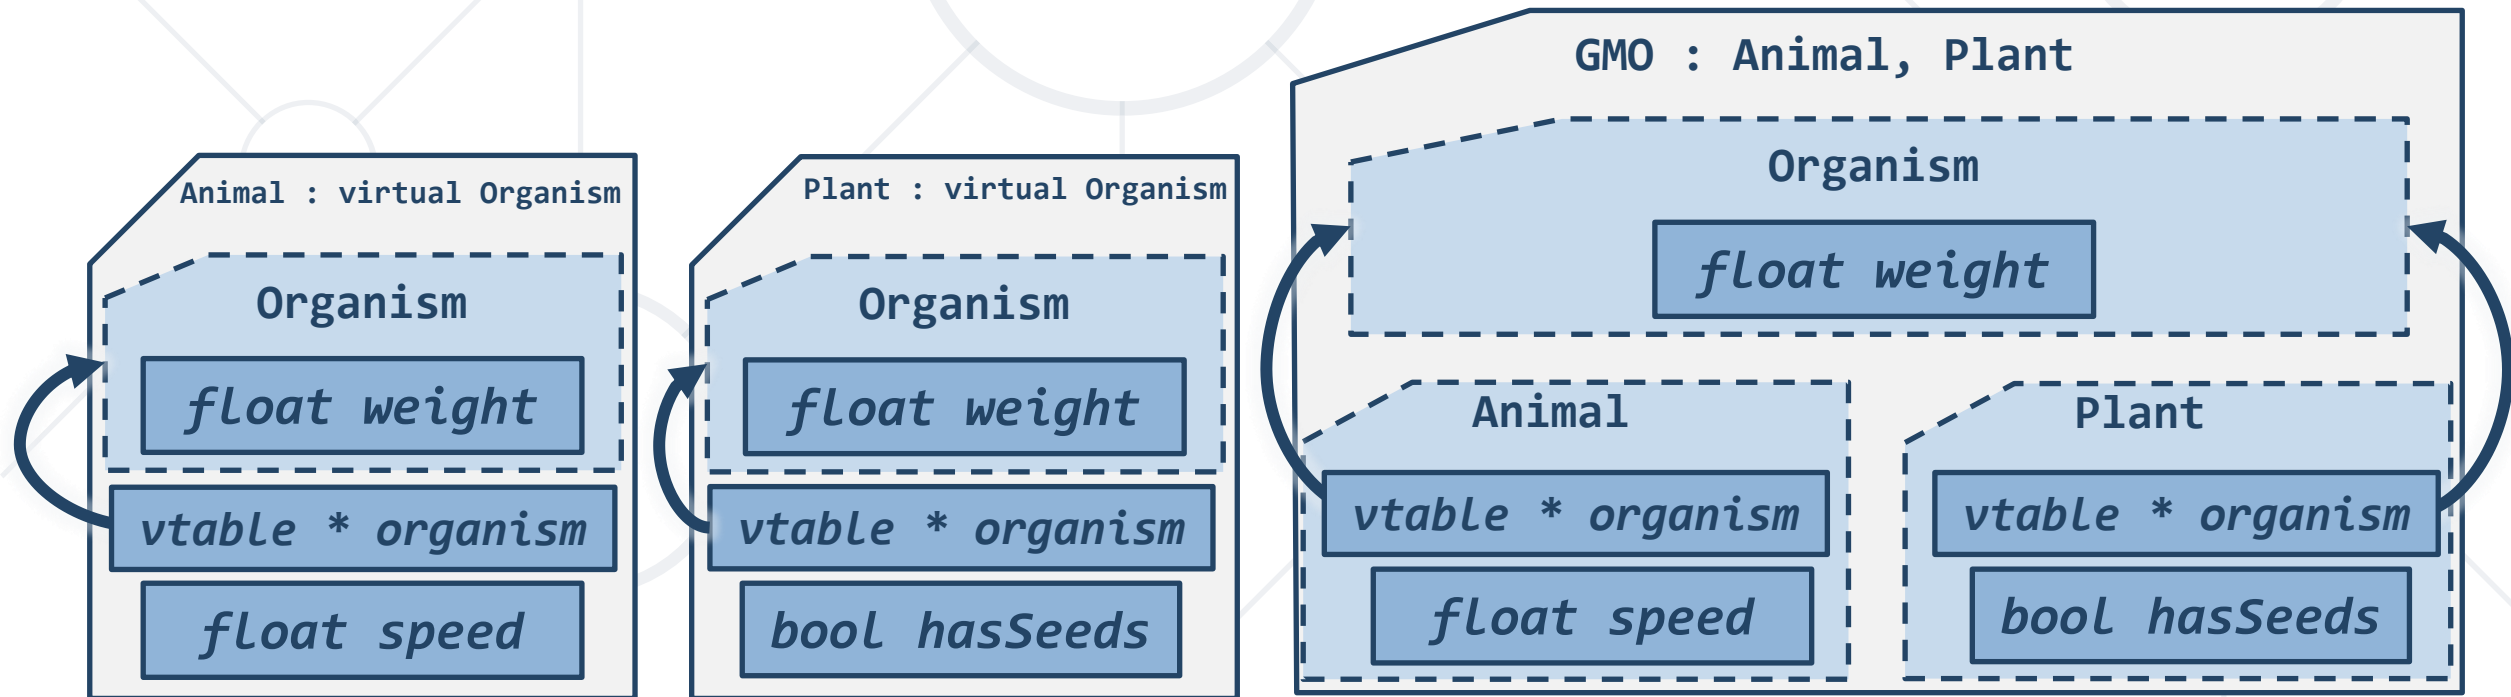 Animal : virtual Organism
Organism
float weight
vtable * organism
float speed
Plant : virtual Organism
Organism
float weight
vtable * organism
bool hasSeeds
GMO : Animal, Plant
Organism
float weight
Animal
vtable * organism
float speed
Plant
vtable * organism
bool hasSeeds